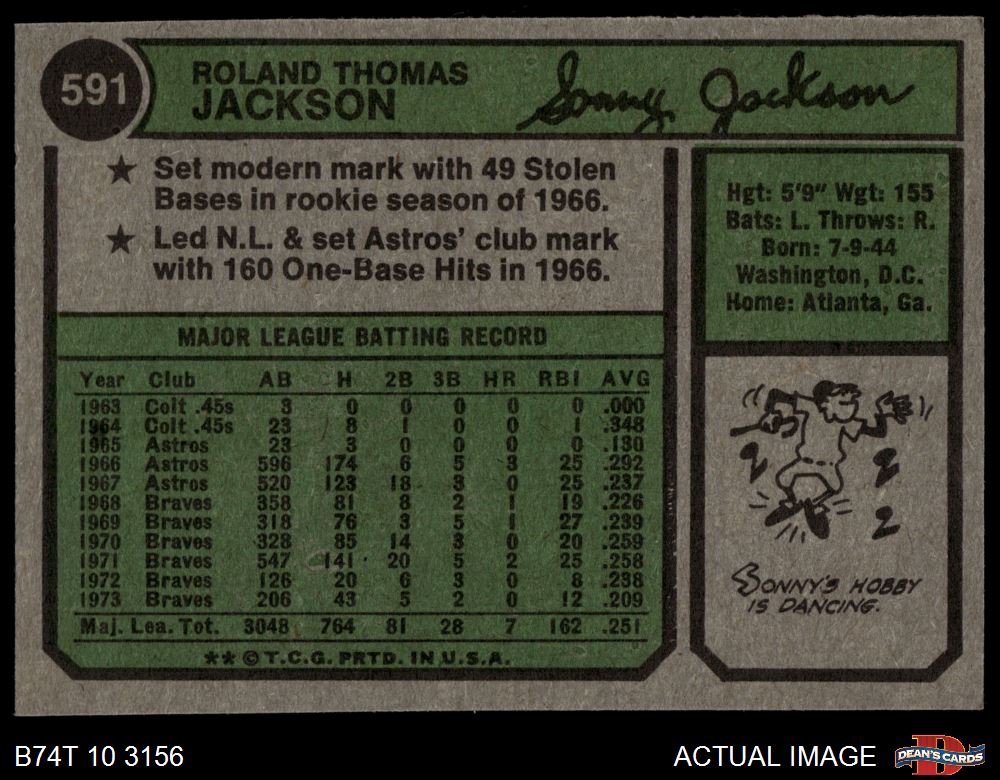 591
ROLAND THOMAS
JACKSON
Sonny Jackson
★ Set modern mark with 49 Stolen
Bases in rookie season of 1966.
★ Led N.L. & set Astros' club mark
with 160 One-Base Hits in 1966.
Hgt: 5'9" Wgt: 155
Bats: L. Throws: R.
Born: 7-9-44
Washington, D.C.
Home: Atlanta, Ga.
MAJOR LEAGUE BATTING RECORD
Year Club AB H 2B 3B HR RBI AVG
1963 Colt .45s 3 0 0 0 0 0 .000
1964 Colt .45s 23 8 1 0 0 1 .348
1965 Astros 23 3 0 0 0 0 .130
1966 Astros 596 174 6 5 3 25 .292
1967 Astros 520 123 18 3 0 25 .237
1968 Braves 358 81 8 2 1 19 .226
1969 Braves 318 76 3 5 1 27 .239
1970 Braves 328 85 14 3 0 20 .259
1971 Braves 547 141 20 5 2 25 .258
1972 Braves 126 20 6 3 0 8 .238
1973 Braves 206 43 5 2 0 12 .209
Maj. Lea. Tot. 3048 764 81 28 7 162 .251
** © T.C.G. PRTD. IN U.S.A.
SONNY'S HOBBY
IS DANCING.
B74T 10 3156
ACTUAL IMAGE
DEAN'S CARDS